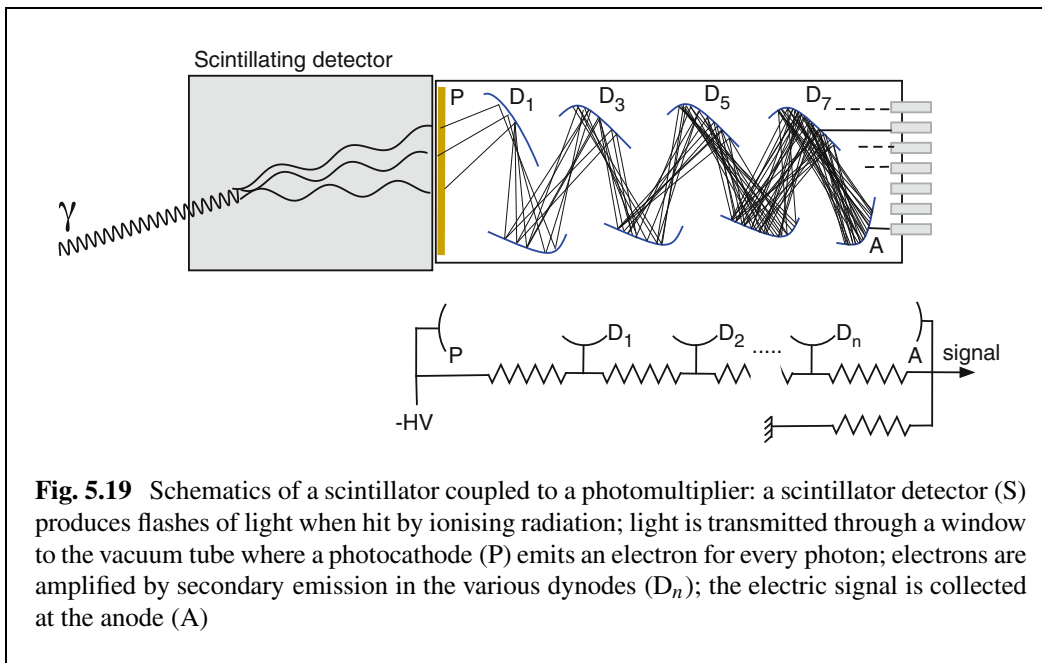 Scintillating detector
γ
P
D1
D3
D5
D7
A
P
D1
D2
.....
Dn
A
signal
-HV
Fig. 5.19 Schematics of a scintillator coupled to a photomultiplier: a scintillator detector (S)
produces flashes of light when hit by ionising radiation; light is transmitted through a window
to the vacuum tube where a photocathode (P) emits an electron for every photon; electrons are
amplified by secondary emission in the various dynodes (Dn); the electric signal is collected
at the anode (A)